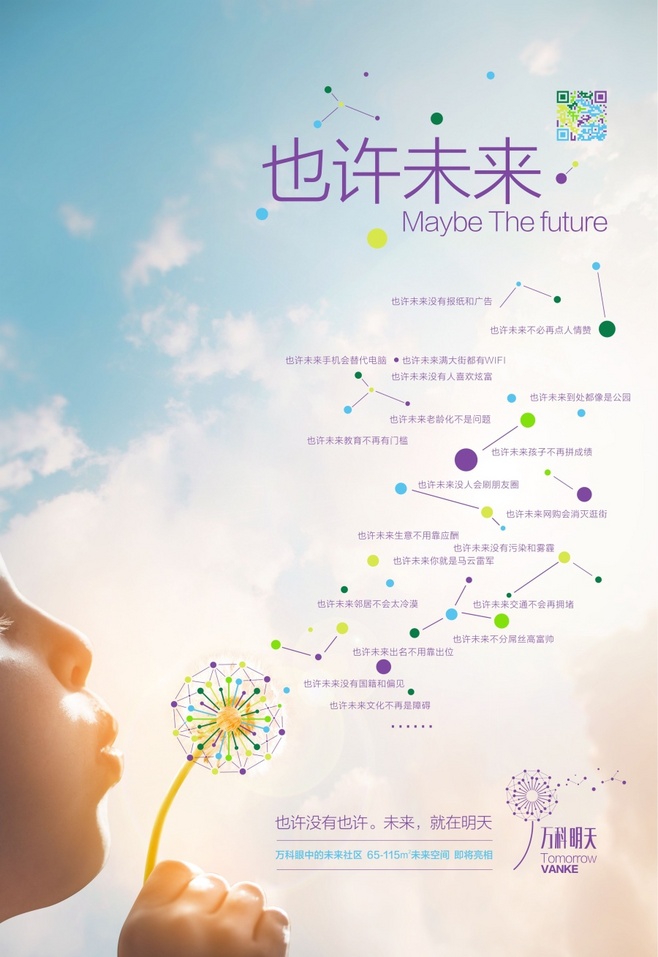 也许未来
Maybe The future
也许未来没有报纸和广告
也许未来不必再点人情赞
也许未来手机会替代电脑
也许未来满大街都有WIFI
也许未来没有人喜欢炫富
也许未来到处都像是公园
也许未来老龄化不是问题
也许未来教育不再有门槛
也许未来孩子不再拼成绩
也许未来没人会刷朋友圈
也许未来网购会消灭逛街
也许未来生意不用靠应酬
也许未来没有污染和雾霾
也许未来你就是马云雷军
也许未来邻居不会太冷漠
也许未来交通不会再拥堵
也许未来不分屌丝高富帅
也许未来出名不用靠出位
也许未来没有国籍和偏见
也许未来文化不再是障碍
······
也许没有也许。未来，就在明天
万科眼中的未来社区 65-115㎡未来空间 即将亮相
万科明天
Tomorrow
VANKE